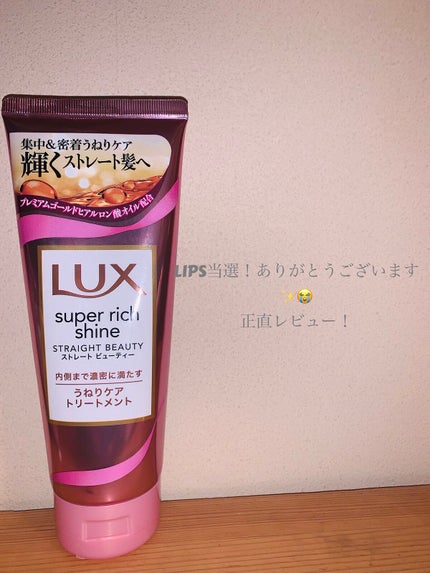 集中&密着うねりケア
輝くストレート髪へ
プレミアムゴールドヒアルロン酸オイル配合
LUX
super rich
shine
STRAIGHT BEAUTY
ストレート ビューティー
内側まで濃密に満たす
うねりケア
トリートメント
LIPS当選！ありがとうございます
✨😭
正直レビュー！